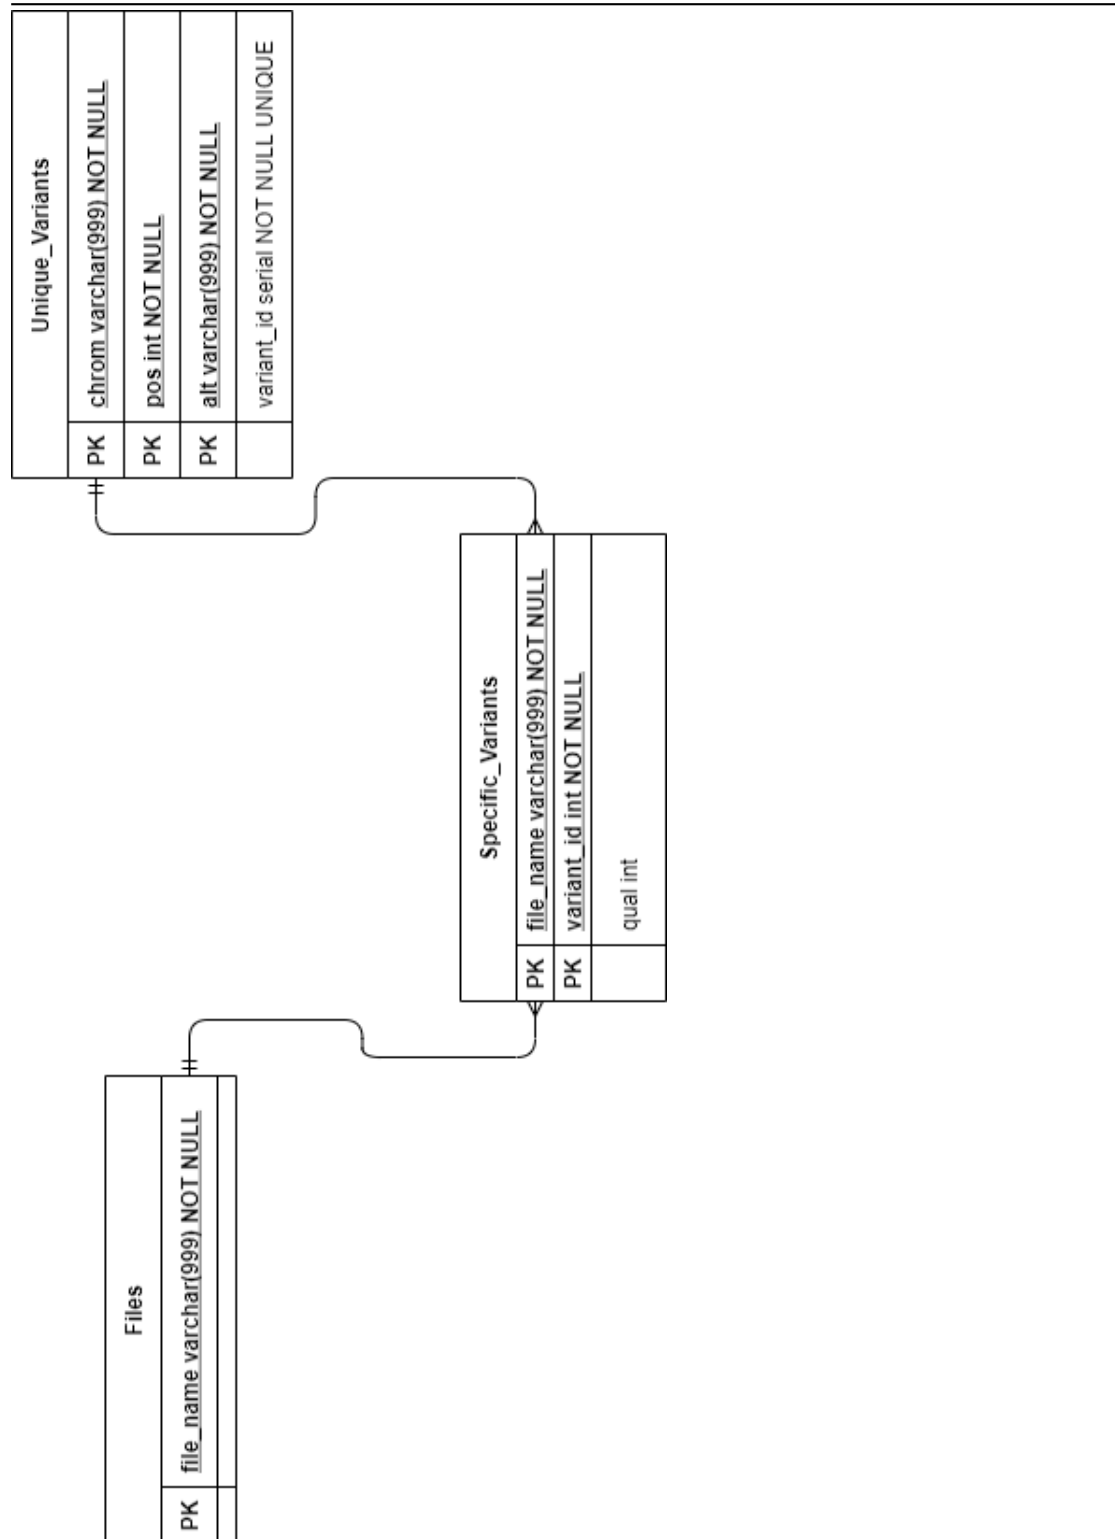 Files
PK file_name varchar(999) NOT NULL
Specific_Variants
PK file_name varchar(999) NOT NULL
PK variant_id int NOT NULL
qual int
Unique_Variants
PK chrom varchar(999) NOT NULL
PK pos int NOT NULL
PK alt varchar(999) NOT NULL
variant_id serial NOT NULL UNIQUE